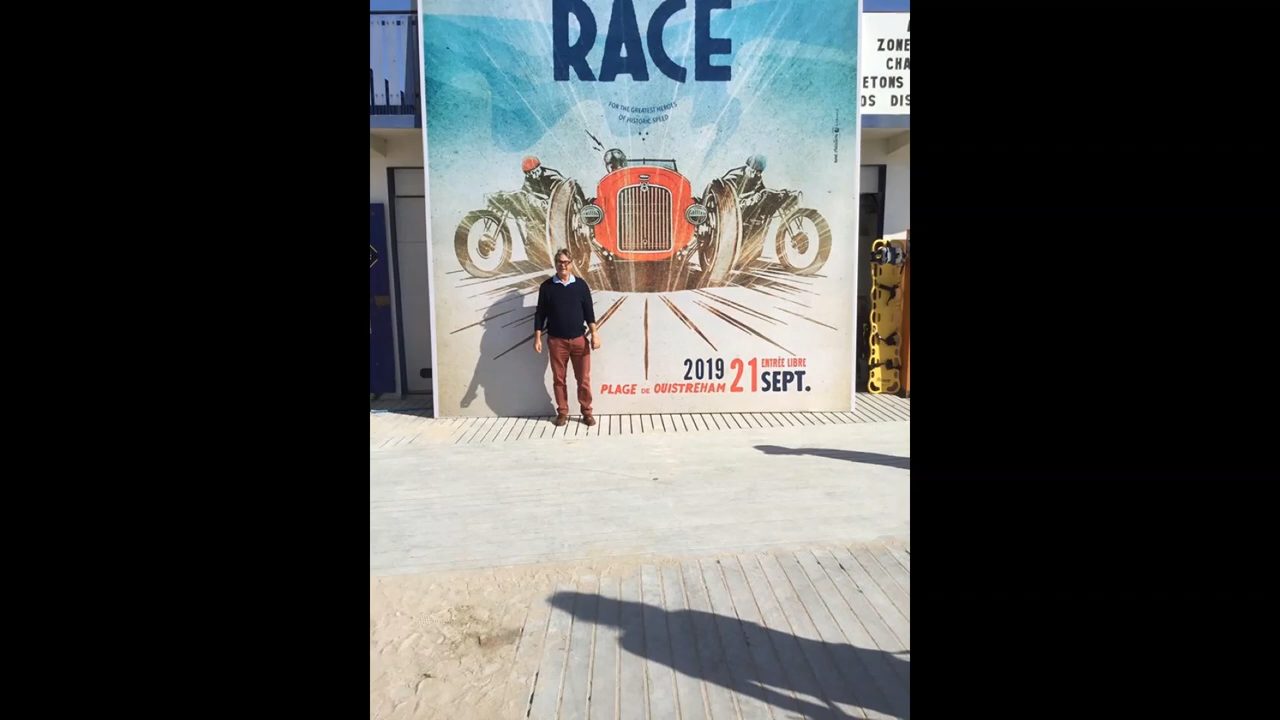 RACE
FOR THE GREATEST HEROES
OF HISTORIC SPEED
ZONE
CHA
ETONS
OS DIS
2019 21 ENTRÉE LIBRE
SEPT.
PLAGE DE OUISTREHAM